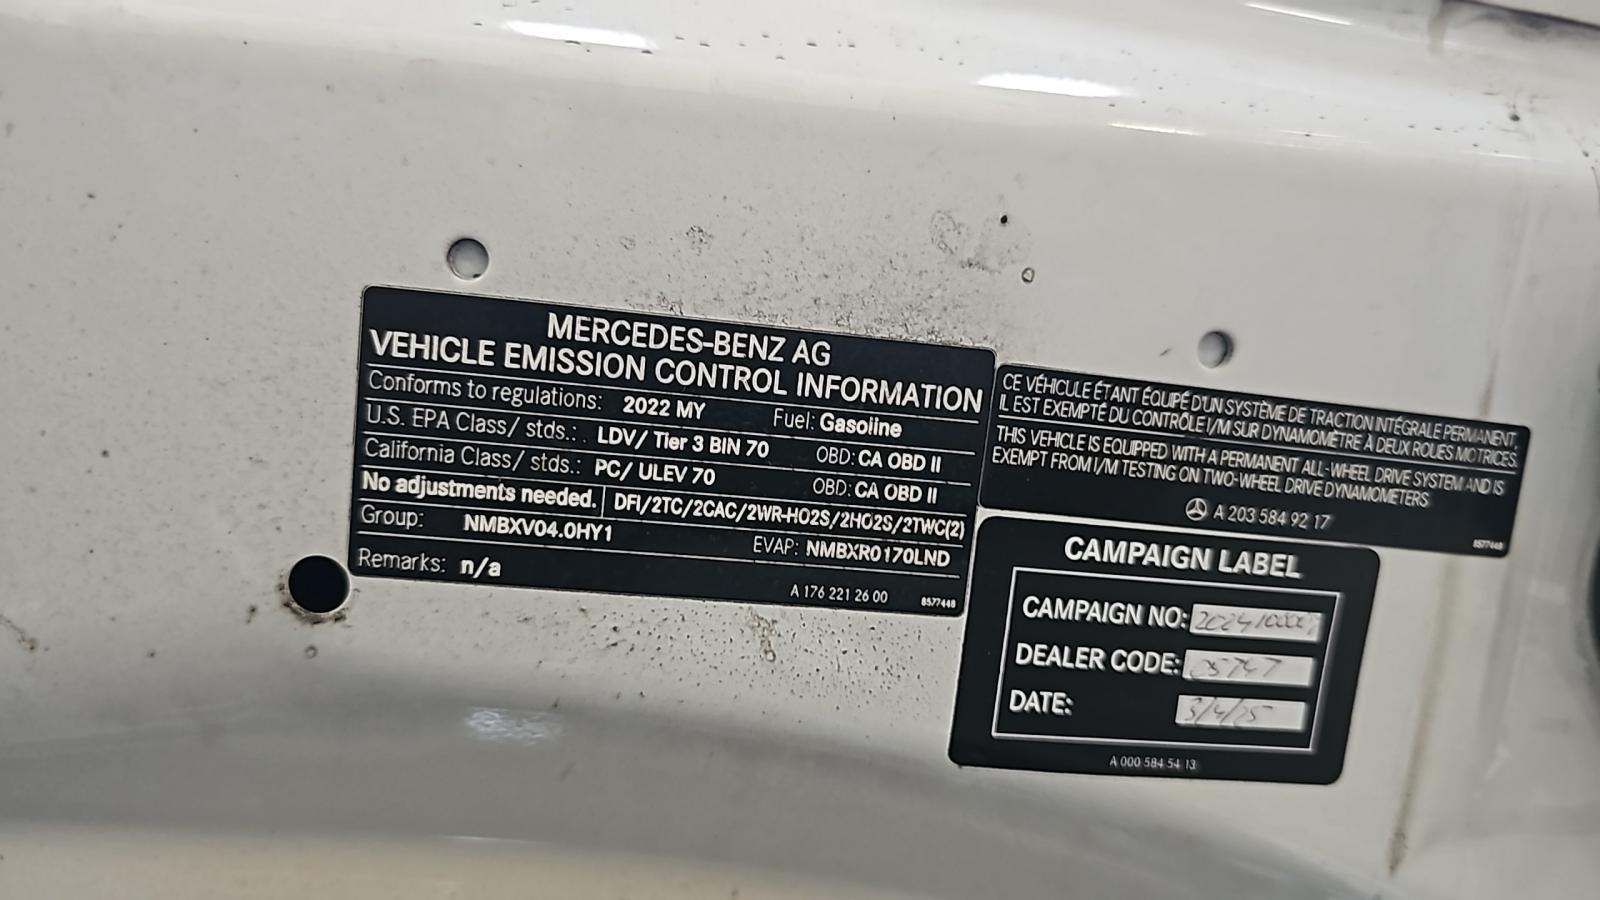 MERCEDES-BENZ AG
VEHICLE EMISSION CONTROL INFORMATION
Conforms to regulations: 2022 MY Fuel: Gasoline
U.S. EPA Class/ stds.: LDV/ Tier 3 BIN 70 OBD: CA OBD II
California Class/ stds.: PC/ ULEV 70 OBD: CA OBD II
No adjustments needed. DFI/2TC/2CAC/2WR-HO2S/2HO2S/2TWC(2)
Group: NMBXV04.0HY1 EVAP: NMBXR0170LND
Remarks: n/a
A 176 221 26 00 8577448
CE VÉHICULE ÉTANT ÉQUIPÉ D'UN SYSTÈME DE TRACTION INTÉGRALE PERMANENT,
IL EST EXEMPTÉ DU CONTRÔLE I/M SUR DYNAMOMÈTRE À DEUX ROUES MOTRICES.
THIS VEHICLE IS EQUIPPED WITH A PERMANENT ALL-WHEEL DRIVE SYSTEM AND IS
EXEMPT FROM I/M TESTING ON TWO-WHEEL DRIVE DYNAMOMETERS
A 203 584 92 17
8577448
CAMPAIGN LABEL
CAMPAIGN NO:
DEALER CODE: 05747
DATE: 3/4/25
A 000 584 54 13